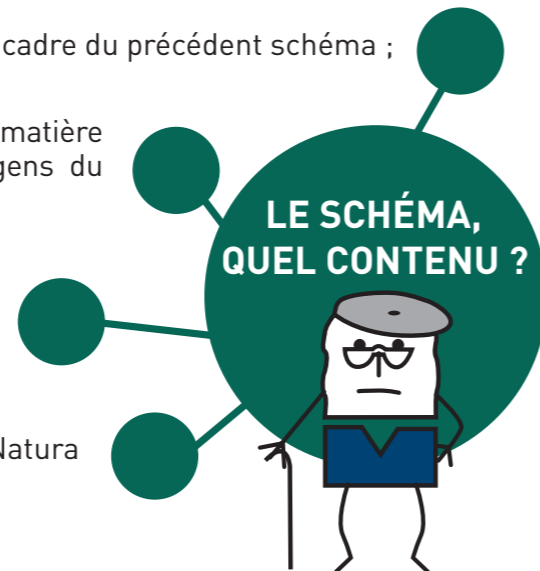 cadre du précédent schéma ;
matière
gens du
LE SCHÉMA,
QUEL CONTENU ?
Natura